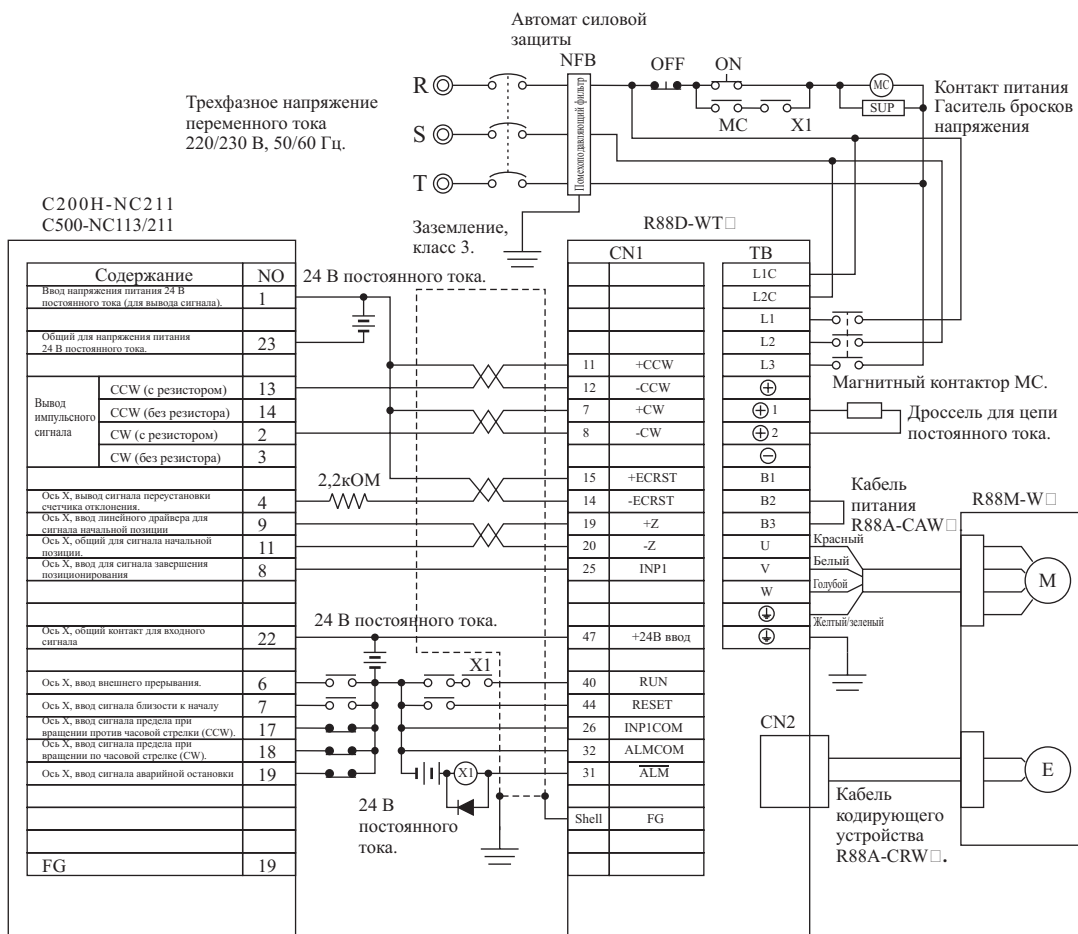 Автомат силовой
защиты
NFB
OFF
ON
R
S
T
Помехоподавляющий фильтр
MC
SUP
MC
X1
Контакт питания
Гаситель бросков
напряжения
Трехфазное напряжение
переменного тока
220/230 В, 50/60 Гц.
C200H-NC211
C500-NC113/211
Заземление,
класс 3.
R88D-WT□
Содержание NO
Ввод напряжения питания 24 В
постоянного тока (для вывода сигнала).
1
Общий для напряжения питания
24 В постоянного тока.
23
Вывод
импульсного
сигнала
CCW (с резистором) 13
CCW (без резистора) 14
CW (с резистором) 2
CW (без резистора) 3
Ось X, вывод сигнала переустановки
счетчика отклонения.
4
Ось X, ввод линейного драйвера для
сигнала начальной позиции
9
Ось X, общий для сигнала начальной
позиции.
11
Ось X, ввод для сигнала завершения
позиционирования
8
Ось X, общий контакт для входного
сигнала
22
Ось X, ввод внешнего прерывания. 6
Ось X, ввод сигнала близости к началу 7
Ось X, ввод сигнала предела при
вращении против часовой стрелки (CCW).
17
Ось X, ввод сигнала предела при
вращении по часовой стрелке (CW).
18
Ось X, ввод сигнала аварийной остановки 19
FG 19
24 В постоянного тока.
2,2кОМ
24 В постоянного тока.
X1
X1
24 В
постоянного
тока.
CN1
11 +CCW
12 -CCW
7 +CW
8 -CW
15 +ECRST
14 -ECRST
19 +Z
20 -Z
25 INP1
47 +24В ввод
40 RUN
44 RESET
26 INP1COM
32 ALMCOM
31 ALM
Shell FG
TB
L1C
L2C
L1
L2
L3
⊕
⊕ 1
⊕ 2
⊖
B1
B2
B3
U
V
W
Магнитный контактор МС.
Дроссель для цепи
постоянного тока.
Кабель
питания
R88A-CAW□.
R88M-W□
Красный
Белый
Голубой
Желтый/зеленый
M
CN2
E
Кабель
кодирующего
устройства
R88A-CRW□.